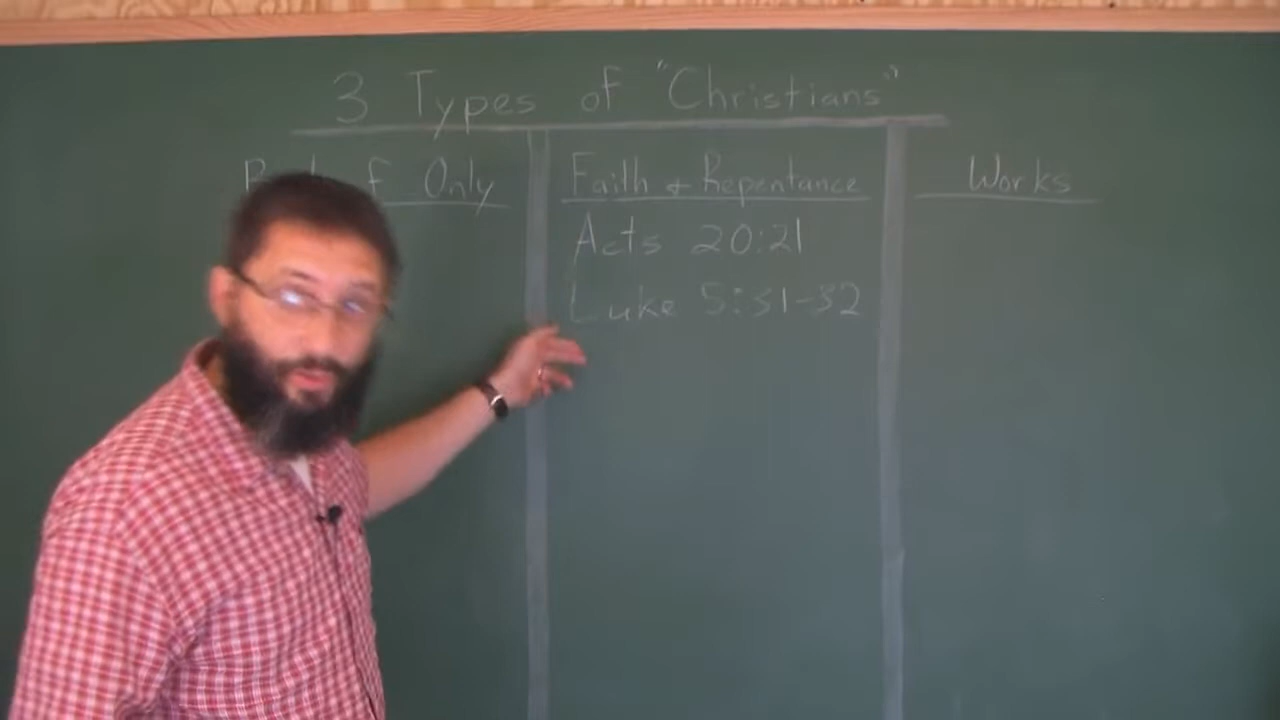 3 Types of "Christians"
Only
Faith & Repentance
Acts 20:21
Luke 5:31-32
Works